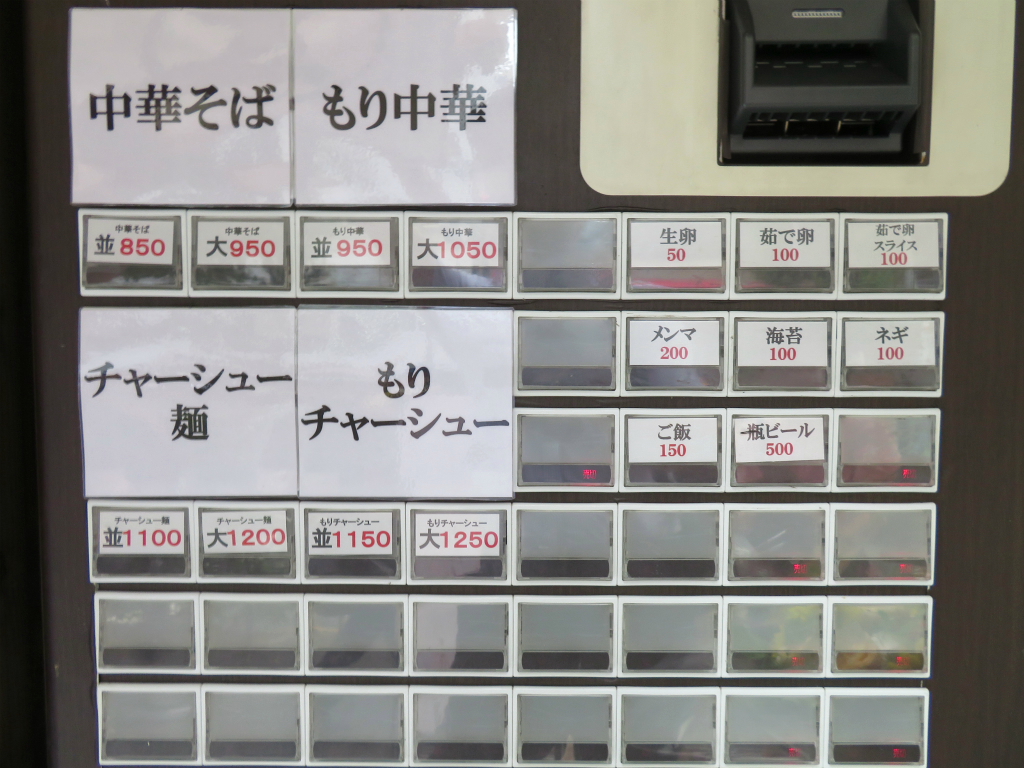 中華そば
もり中華
中華そば
並850
中華そば
大950
もり中華
並950
もり中華
大1050
生卵
50
茹で卵
100
茹で卵
スライス
100
チャーシュー
麺
もり
チャーシュー
メンマ
200
海苔
100
ネギ
100
ご飯
150
瓶ビール
500
チャーシュー麺
並1100
チャーシュー麺
大1200
もりチャーシュー
並1150
もりチャーシュー
大1250